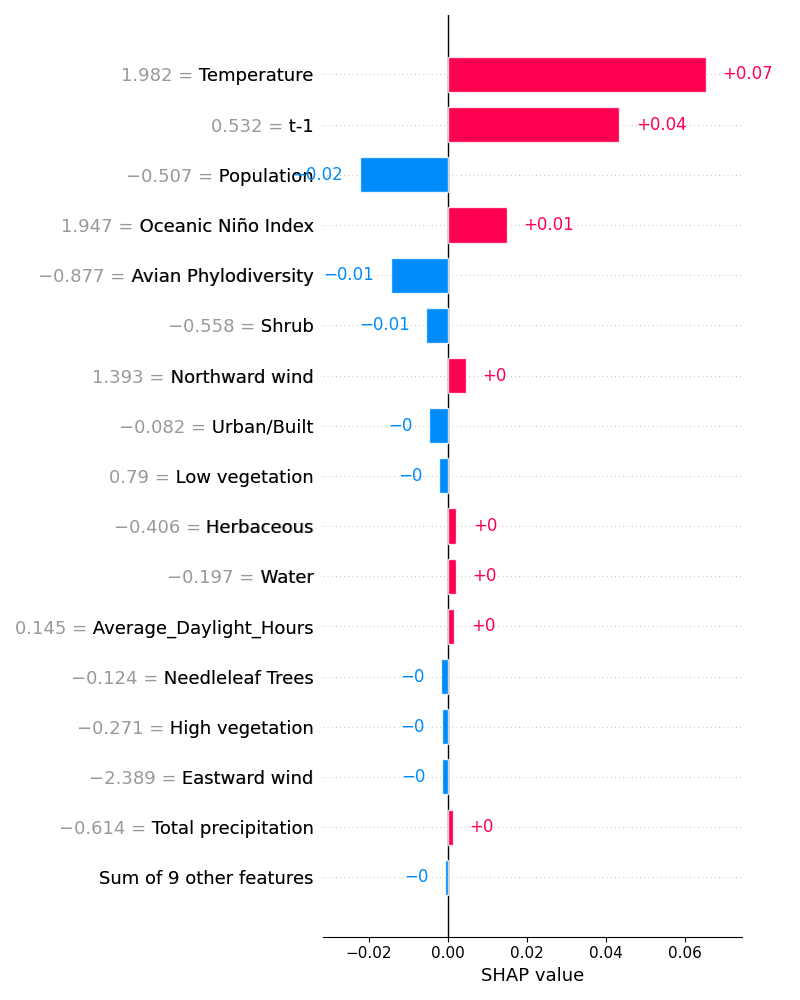 1.982 = Temperature +0.07
0.532 = t-1 +0.04
−0.507 = Population −0.02
1.947 = Oceanic Niño Index +0.01
−0.877 = Avian Phylodiversity −0.01
−0.558 = Shrub −0.01
1.393 = Northward wind +0
−0.082 = Urban/Built −0
0.79 = Low vegetation −0
−0.406 = Herbaceous +0
−0.197 = Water +0
0.145 = Average_Daylight_Hours +0
−0.124 = Needleleaf Trees −0
−0.271 = High vegetation −0
−2.389 = Eastward wind −0
−0.614 = Total precipitation +0
Sum of 9 other features −0
−0.02 0.00 0.02 0.04 0.06
SHAP value